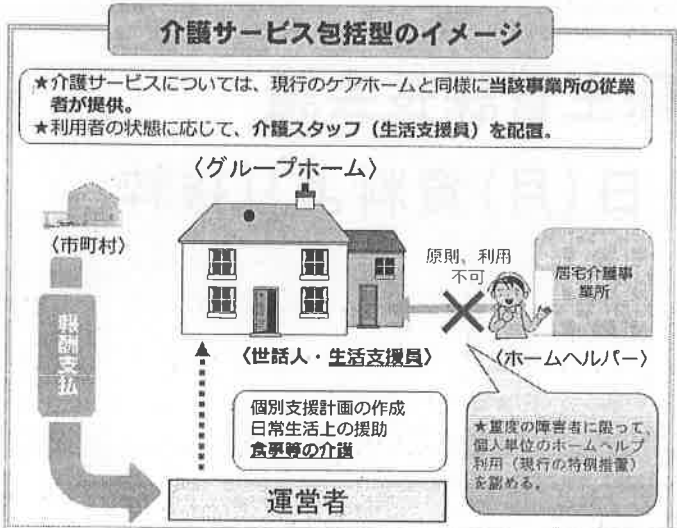 介護サービス包括型のイメージ
★介護サービスについては、現行のケアホームと同様に当該事業所の従業
者が提供。
★利用者の状態に応じて、介護スタッフ（生活支援員）を配置。
〈グループホーム〉
〈市町村〉
原則、利用
不可
居宅介護事
業所
報酬支払
〈世話人・生活支援員〉
〈ホームヘルパー〉
個別支援計画の作成
日常生活上の援助
食事等の介護
★重度の障害者に限って、
個人単位のホームヘルプ
利用（現行の特例措置）
を認める。
運営者